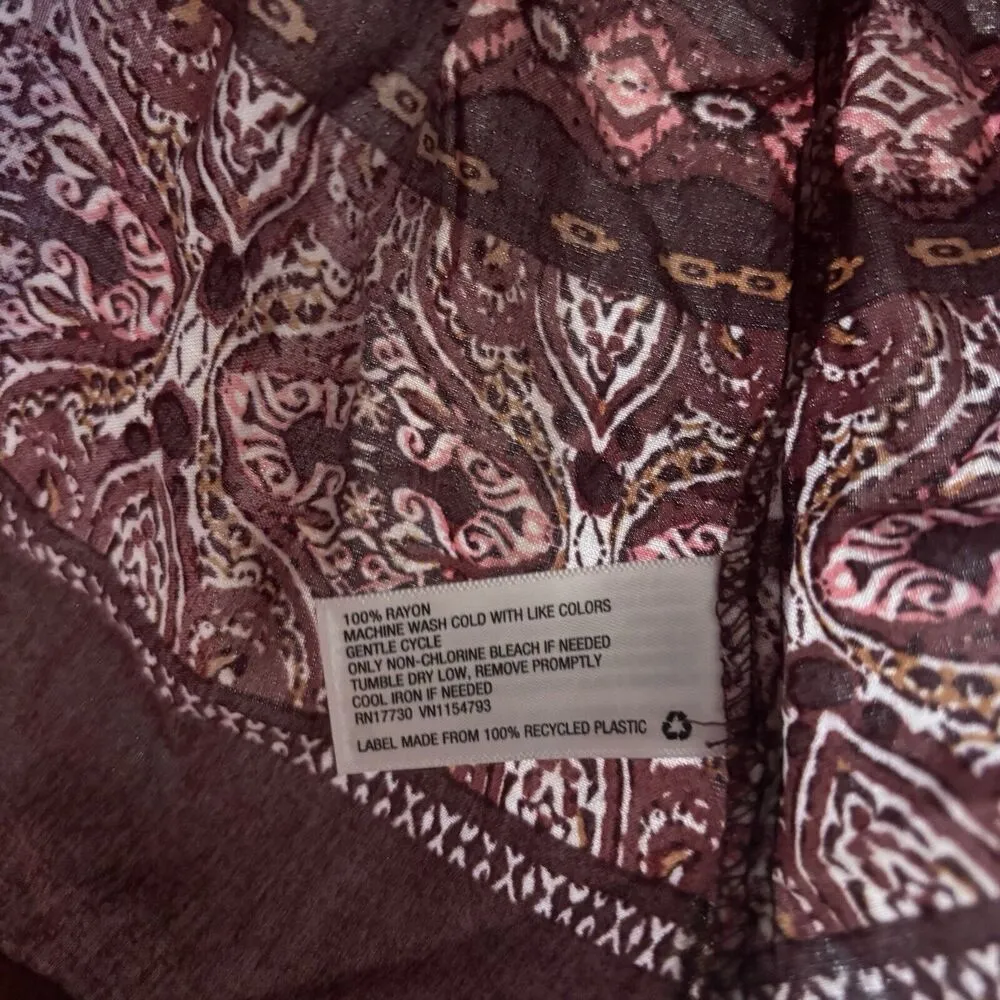 100% RAYON
MACHINE WASH COLD WITH LIKE COLORS
GENTLE CYCLE
ONLY NON-CHLORINE BLEACH IF NEEDED
TUMBLE DRY LOW, REMOVE PROMPTLY
COOL IRON IF NEEDED
RN17730 VN1154793
LABEL MADE FROM 100% RECYCLED PLASTIC